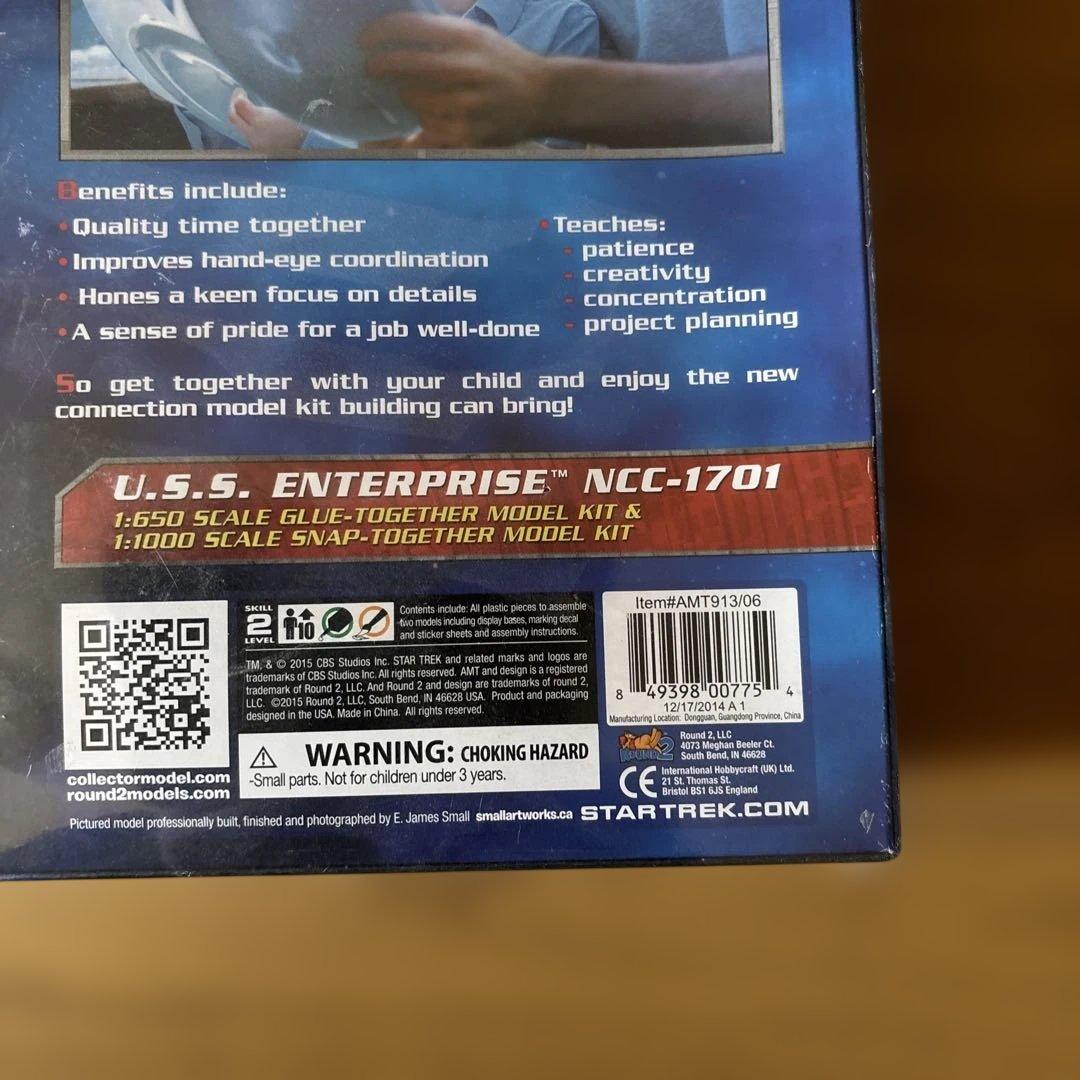 Benefits include:
• Quality time together
• Improves hand-eye coordination
• Hones a keen focus on details
• A sense of pride for a job well-done
• Teaches:
- patience
- creativity
- concentration
- project planning
So get together with your child and enjoy the new
connection model kit building can bring!
U.S.S. ENTERPRISE™ NCC-1701
1:650 SCALE GLUE-TOGETHER MODEL KIT &
1:1000 SCALE SNAP-TOGETHER MODEL KIT
collectormodel.com
round2models.com
SKILL
2
LEVEL
10
Contents include: All plastic pieces to assemble
two models including display bases, marking decal
and sticker sheets and assembly instructions.
TM, & © 2015 CBS Studios Inc. STAR TREK and related marks and logos are
trademarks of CBS Studios Inc. All rights reserved. AMT and design is a registered
trademark of Round 2, LLC. And Round 2 and design are trademarks of round 2,
LLC. ©2015 Round 2, LLC, South Bend, IN 46628 USA. Product and packaging
designed in the USA. Made in China. All rights reserved.
WARNING: CHOKING HAZARD
-Small parts. Not for children under 3 years.
Item#AMT913/06
8 49398 00775 4
12/17/2014 A 1
Manufacturing Location: Dongguan, Guangdong Province, China
ROUND 2
Round 2, LLC
4073 Meghan Beeler Ct.
South Bend, IN 46628
CE
International Hobbycraft (UK) Ltd.
21 St. Thomas St.
Bristol BS1 6JS England
Pictured model professionally built, finished and photographed by E. James Small smallartworks.ca STARTREK.COM